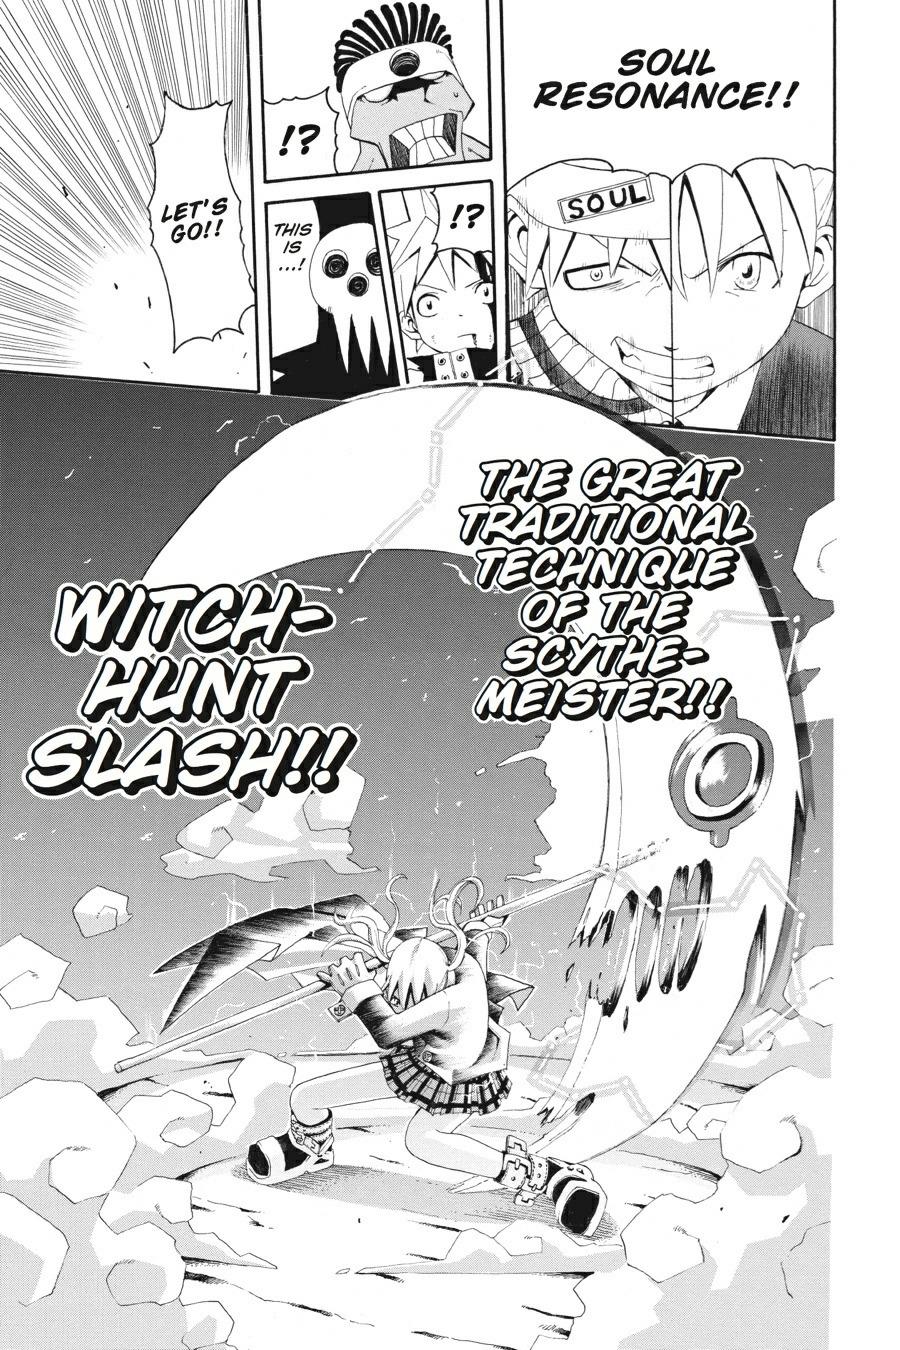 SOUL
RESONANCE!!
SOUL
!?
!?
THIS
IS
...!
LET'S
GO!!
THE GREAT
TRADITIONAL
TECHNIQUE
OF THE
SCYTHE-
MEISTER!!
WITCH-
HUNT
SLASH!!